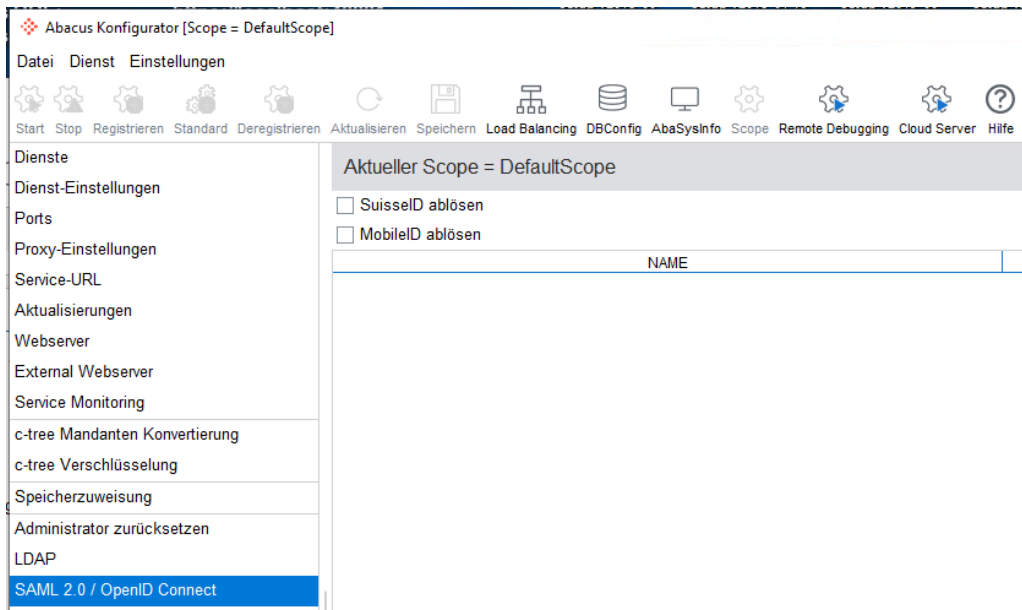 Abacus Konfigurator [Scope = DefaultScope]
Datei Dienst Einstellungen
Start Stop Registrieren Standard Deregistrieren Aktualisieren Speichern Load Balancing DBConfig AbaSysInfo Scope Remote Debugging Cloud Server Hilfe
Dienste
Dienst-Einstellungen
Ports
Proxy-Einstellungen
Service-URL
Aktualisierungen
Webserver
External Webserver
Service Monitoring
c-tree Mandanten Konvertierung
c-tree Verschlüsselung
Speicherzuweisung
Administrator zurücksetzen
LDAP
SAML 2.0 / OpenID Connect
Aktueller Scope = DefaultScope
SuisseID ablösen
MobileID ablösen
NAME